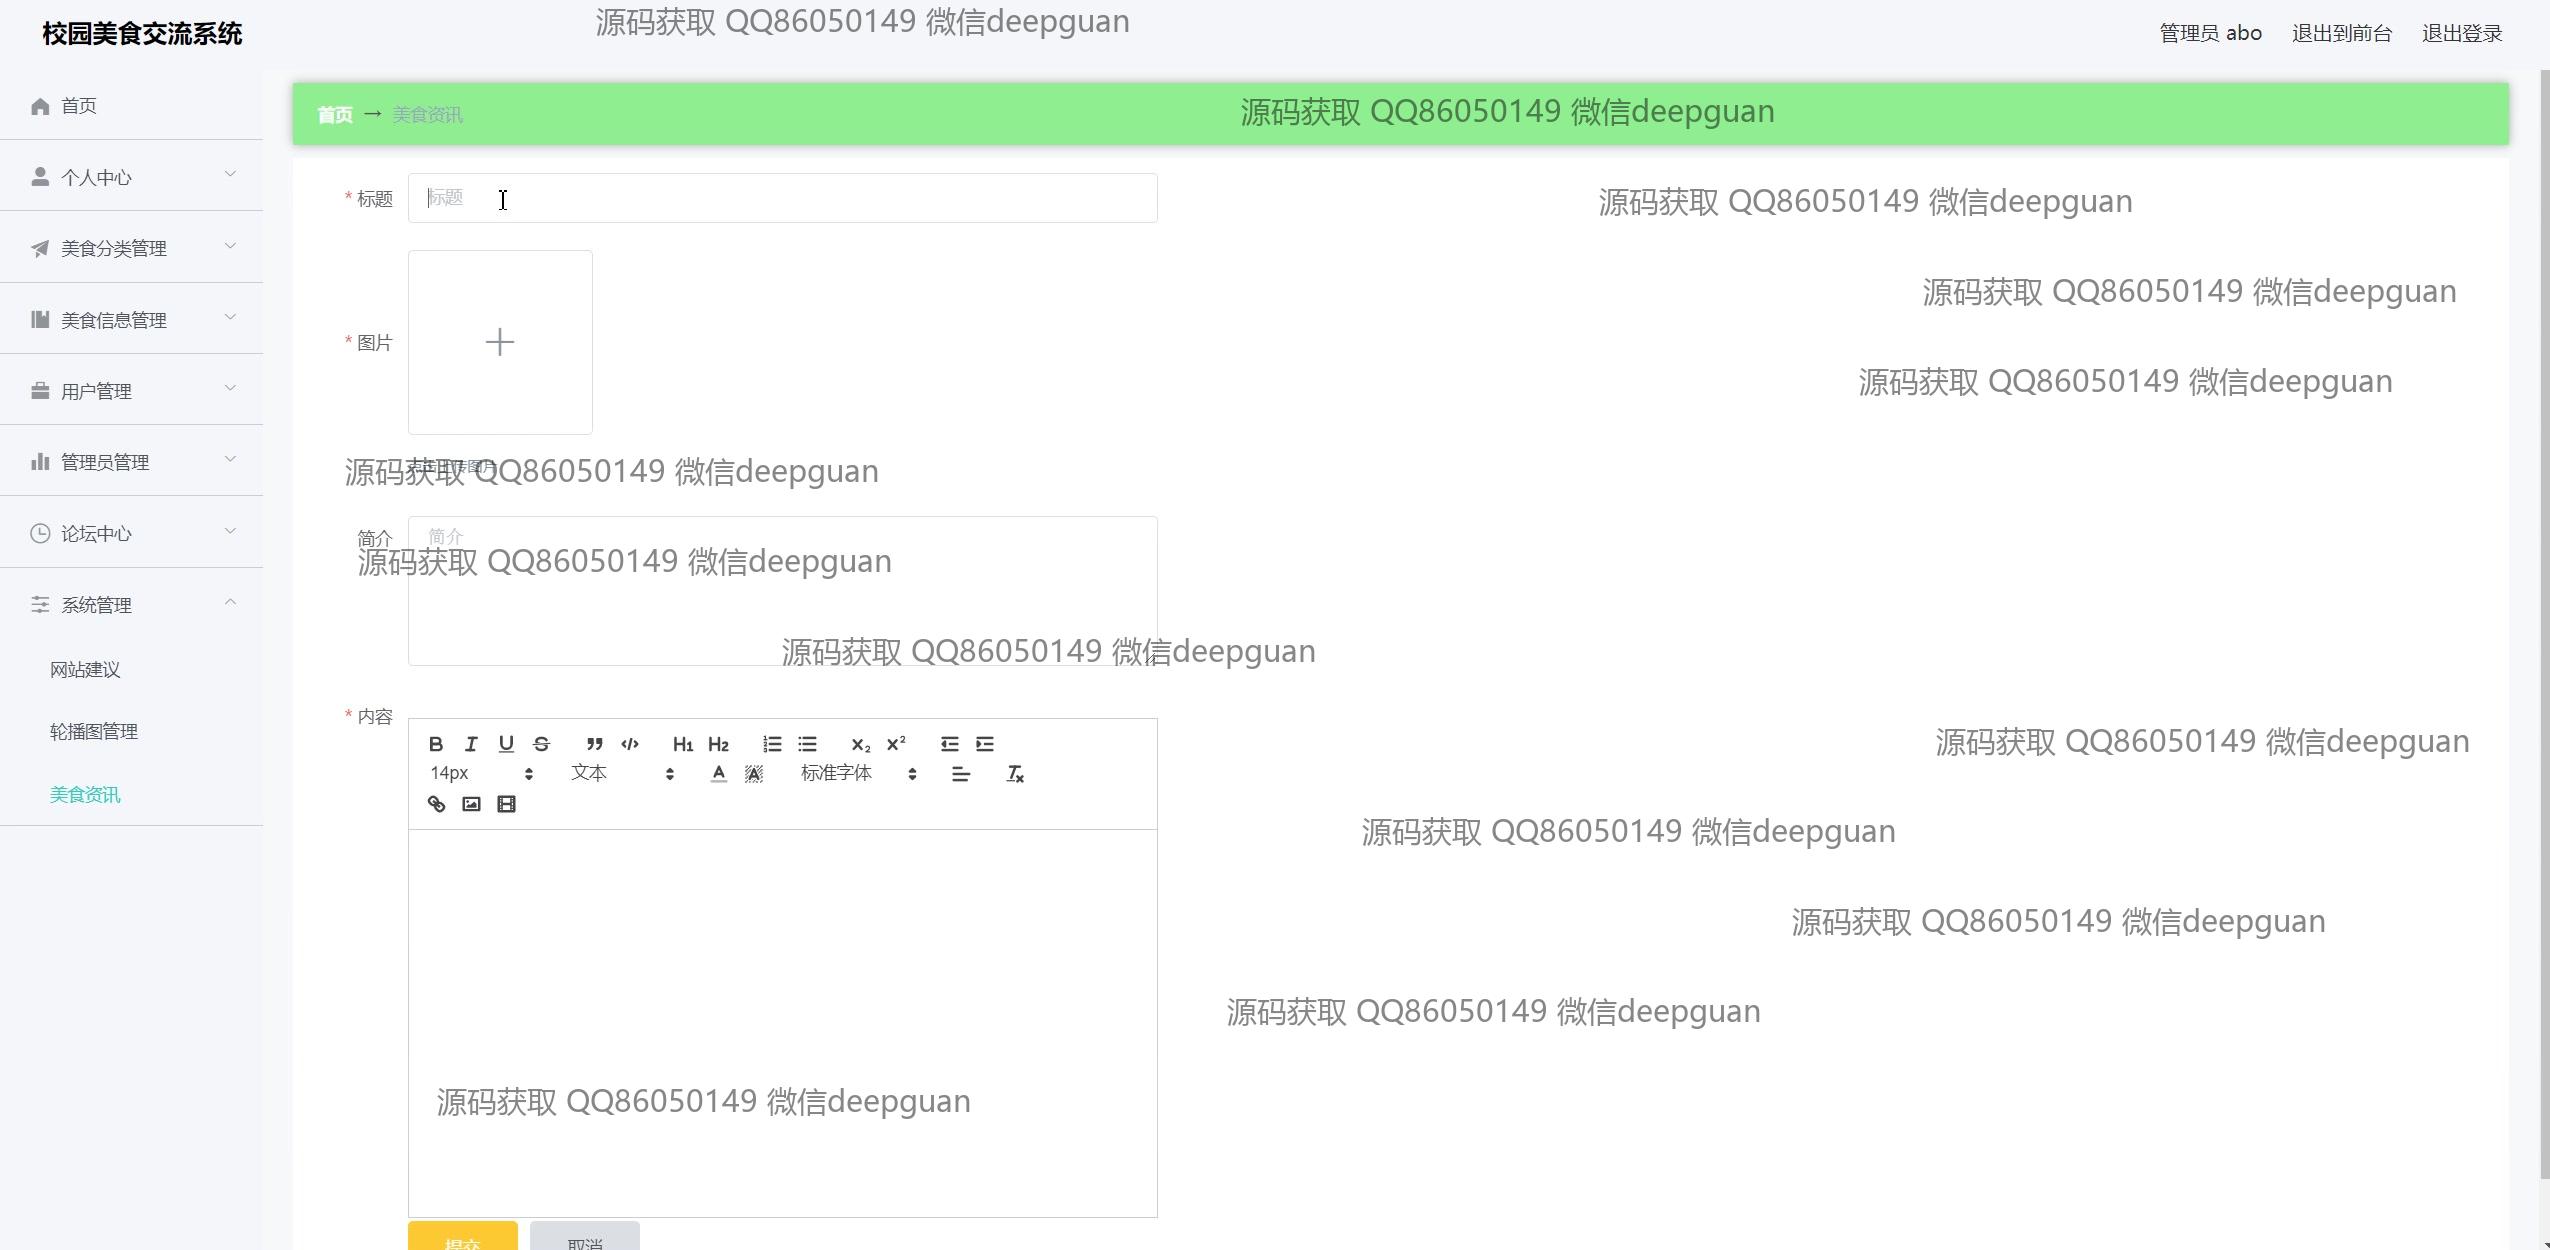 校园美食交流系统
源码获取 QQ86050149 微信deepguan
管理员 abo 退出到前台 退出登录
首页
个人中心
美食分类管理
美食信息管理
用户管理
管理员管理
论坛中心
系统管理
网站建议
轮播图管理
美食资讯
首页 → 美食资讯
源码获取 QQ86050149 微信deepguan
* 标题 标题
源码获取 QQ86050149 微信deepguan
源码获取 QQ86050149 微信deepguan
* 图片
源码获取 QQ86050149 微信deepguan
点击上传图片
源码获取 QQ86050149 微信deepguan
简介 简介
源码获取 QQ86050149 微信deepguan
源码获取 QQ86050149 微信deepguan
* 内容
源码获取 QQ86050149 微信deepguan
B I U S H1 H2 x2 x2
14px 文本 A A 标准字体 Tx
源码获取 QQ86050149 微信deepguan
源码获取 QQ86050149 微信deepguan
源码获取 QQ86050149 微信deepguan
源码获取 QQ86050149 微信deepguan
提交 取消